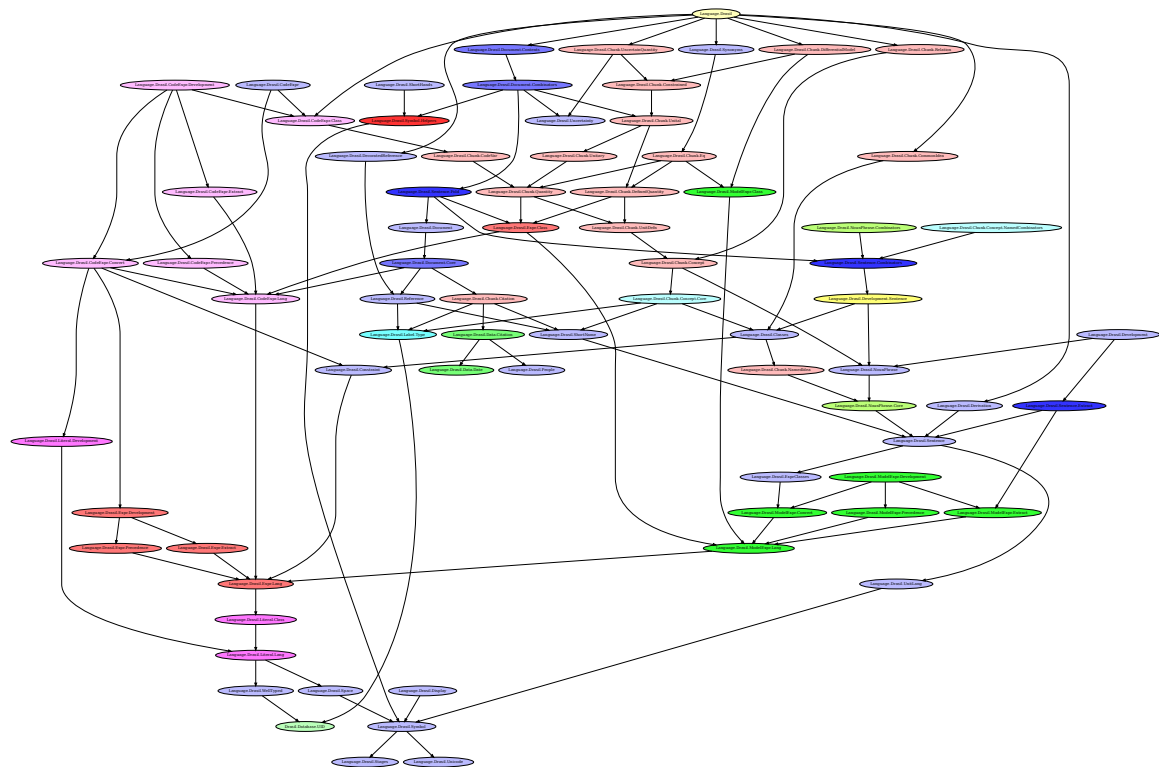 Language.Drasil
Language.Drasil.Document.Contents
Language.Drasil.Chunk.UncertainQuantity
Language.Drasil.Synonyms
Language.Drasil.Chunk.DifferentialModel
Language.Drasil.Chunk.Relation
Language.Drasil.CodeExpr.Development
Language.Drasil.CodeExpr
Language.Drasil.ShortHands
Language.Drasil.Document.Combinators
Language.Drasil.Chunk.Constrained
Language.Drasil.CodeExpr.Class
Language.Drasil.Symbol.Helpers
Language.Drasil.Uncertainty
Language.Drasil.Chunk.Unital
Language.Drasil.DecoratedReference
Language.Drasil.Chunk.CodeVar
Language.Drasil.Chunk.Unitary
Language.Drasil.Chunk.Eq
Language.Drasil.Chunk.CommonIdea
Language.Drasil.CodeExpr.Extract
Language.Drasil.Chunk.Quantity
Language.Drasil.Chunk.DefinedQuantity
Language.Drasil.ModelExpr.Class
Language.Drasil.Document
Language.Drasil.Expr.Class
Language.Drasil.Chunk.UnitDefn
Language.Drasil.NounPhrase.Combinators
Language.Drasil.Chunk.Concept.NamedCombinators
Language.Drasil.CodeExpr.Convert
Language.Drasil.CodeExpr.Precedence
Language.Drasil.Document.Core
Language.Drasil.Chunk.Concept
Language.Drasil.CodeExpr.Lang
Language.Drasil.Reference
Language.Drasil.Chunk.Citation
Language.Drasil.Chunk.Concept.Core
Language.Drasil.Development.Sentence
Language.Drasil.Label.Type
Language.Drasil.Data.Citation
Language.Drasil.ShortName
Language.Drasil.Classes
Language.Drasil.Development
Language.Drasil.Constraint
Language.Drasil.Data.Date
Language.Drasil.People
Language.Drasil.Chunk.NamedIdea
Language.Drasil.NounPhrase
Language.Drasil.NounPhrase.Core
Language.Drasil.Derivation
Language.Drasil.Literal.Development
Language.Drasil.Sentence
Language.Drasil.ExprClasses
Language.Drasil.ModelExpr.Development
Language.Drasil.Expr.Development
Language.Drasil.ModelExpr.Convert
Language.Drasil.ModelExpr.Precedence
Language.Drasil.ModelExpr.Extract
Language.Drasil.Expr.Precedence
Language.Drasil.Expr.Extract
Language.Drasil.ModelExpr.Lang
Language.Drasil.Expr.Lang
Language.Drasil.UnitLang
Language.Drasil.Literal.Class
Language.Drasil.Literal.Lang
Language.Drasil.WellTyped
Language.Drasil.Space
Language.Drasil.Display
Drasil.Database.UID
Language.Drasil.Symbol
Language.Drasil.Stages
Language.Drasil.Unicode